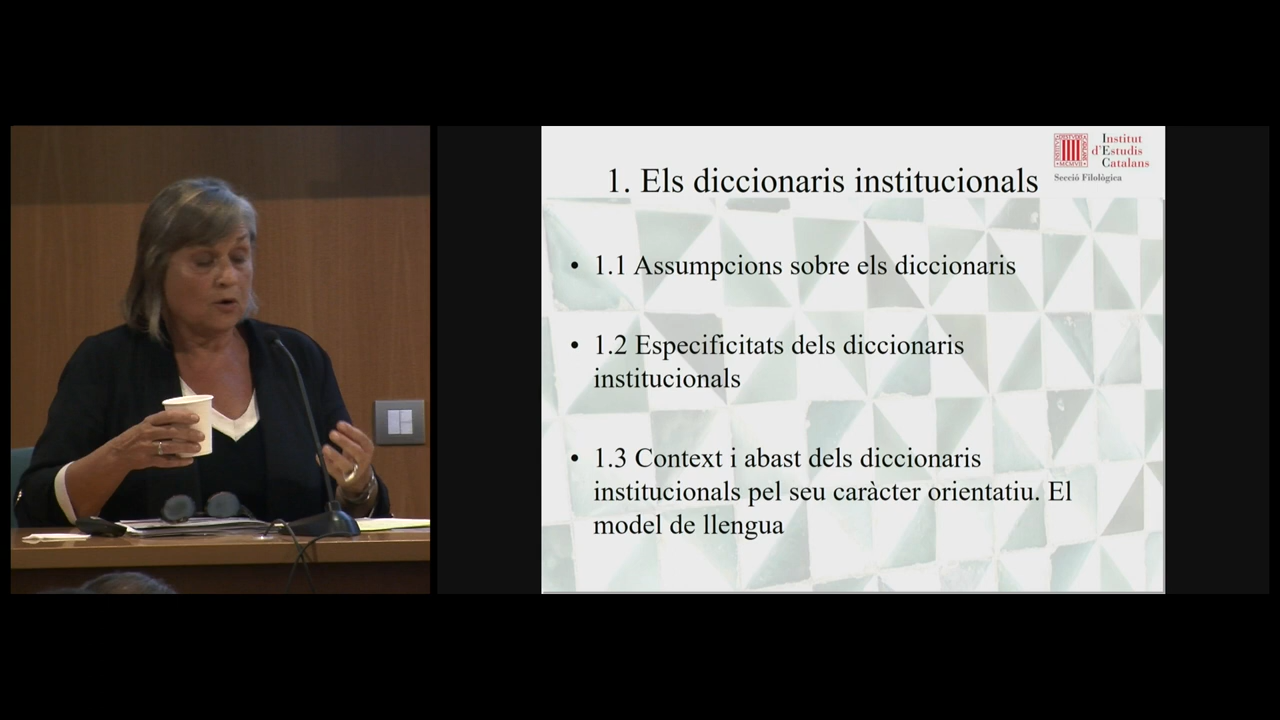 Institut
d'Estudis
Catalans
Secció Filològica
1. Els diccionaris institucionals
• 1.1 Assumpcions sobre els diccionaris
• 1.2 Especificitats dels diccionaris
institucionals
• 1.3 Context i abast dels diccionaris
institucionals pel seu caràcter orientatiu. El
model de llengua